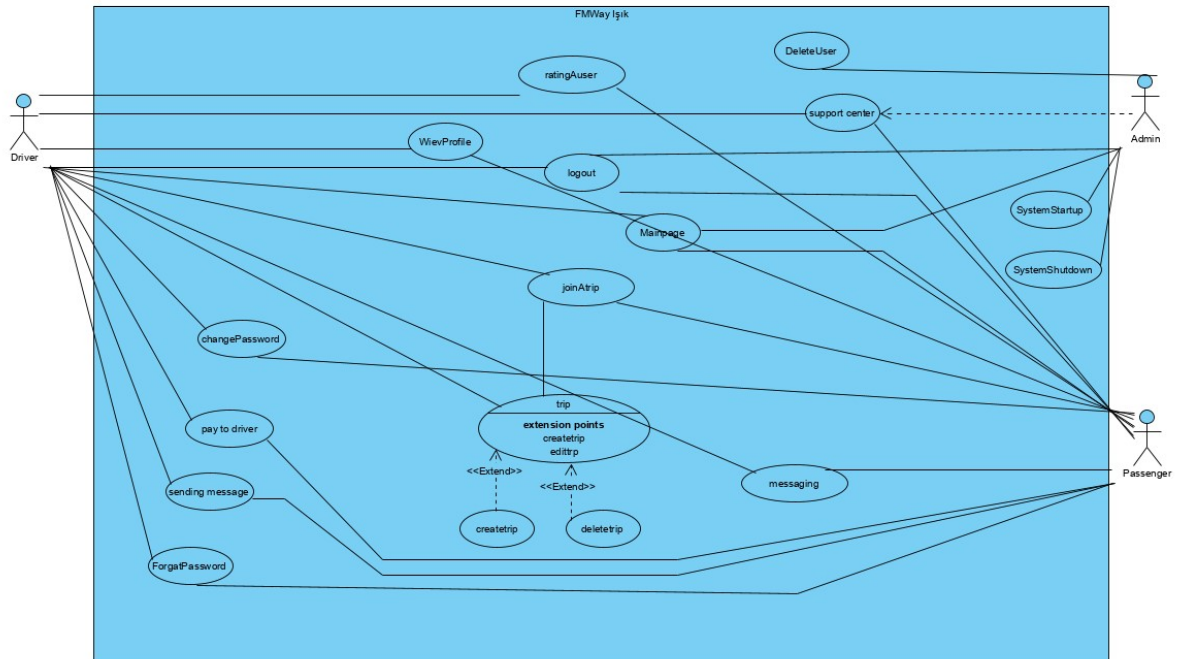 FMWay Işık
DeleteUser
ratingAuser
support center
Driver
Admin
WievProfile
logout
SystemStartup
Mainpage
SystemShutdown
joinAtrip
changePassword
trip
extension points
createtrip
edittrp
pay to driver
<<Extend>>
<<Extend>>
Passenger
sending message
messaging
createtrip
deletetrip
ForgatPassword